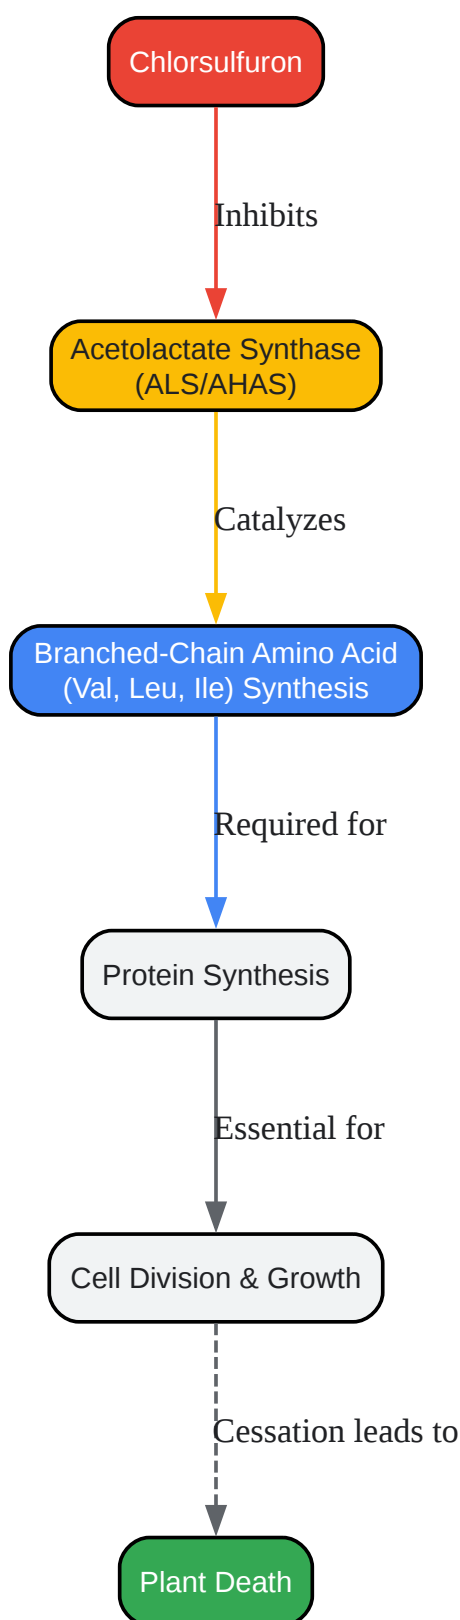 Chlorsulfuron
Inhibits
Acetolactate Synthase
(ALS/AHAS)
Catalyzes
Branched-Chain Amino Acid
(Val, Leu, Ile) Synthesis
Required for
Protein Synthesis
Essential for
Cell Division & Growth
Cessation leads to
Plant Death